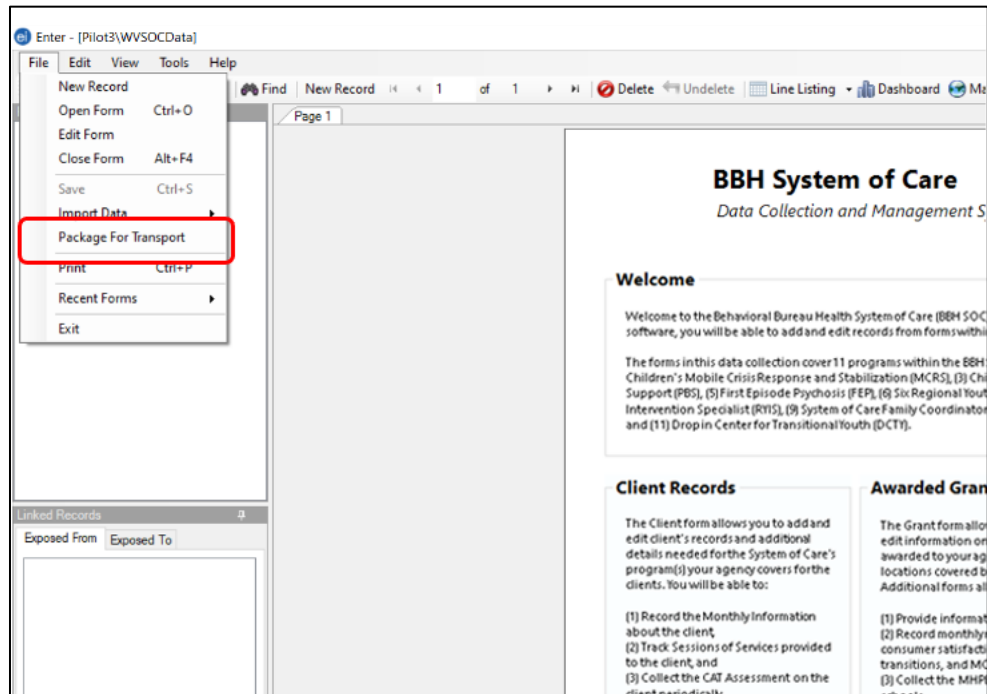 Enter - [Pilot3\WVSOCData]
File Edit View Tools Help
Find New Record 1 of 1 Delete Undelete Line Listing Dashboard
New Record
Open Form Ctrl+O
Edit Form
Close Form Alt+F4
Save Ctrl+S
Import Data
Package For Transport
Print Ctrl+P
Recent Forms
Exit
Page 1
BBH System of Care
Data Collection and Management S
Welcome
Welcome to the Behavioral Bureau Health System of Care (BBH SOC
software, you will be able to add and edit records from forms within
The forms in this data collection cover 11 programs within the BBH
Children's Mobile Crisis Response and Stabilization (MCRS), (3) Chi
Support (PBS), (5) First Episode Psychosis (FEP), (6) Six Regional Yout
Intervention Specialist (RYIS), (9) System of Care Family Coordinator
and (11) Drop in Center for Transitional Youth (DCTY).
Client Records
The Client form allows you to add and
edit client's records and additional
details needed for the System of Care's
program(s) your agency covers for the
clients. You will be able to:
(1) Record the Monthly Information
about the client,
(2) Track Sessions of Services provided
to the client, and
(3) Collect the CAT Assessment on the
client periodically
Awarded Gran
The Grant form allow
edit information on
awarded to your ag
locations covered b
Additional forms al
(1) Provide informat
(2) Record monthly
consumer satisfacti
transitions, and MO
(3) Collect the MHP
Linked Records
Exposed From Exposed To